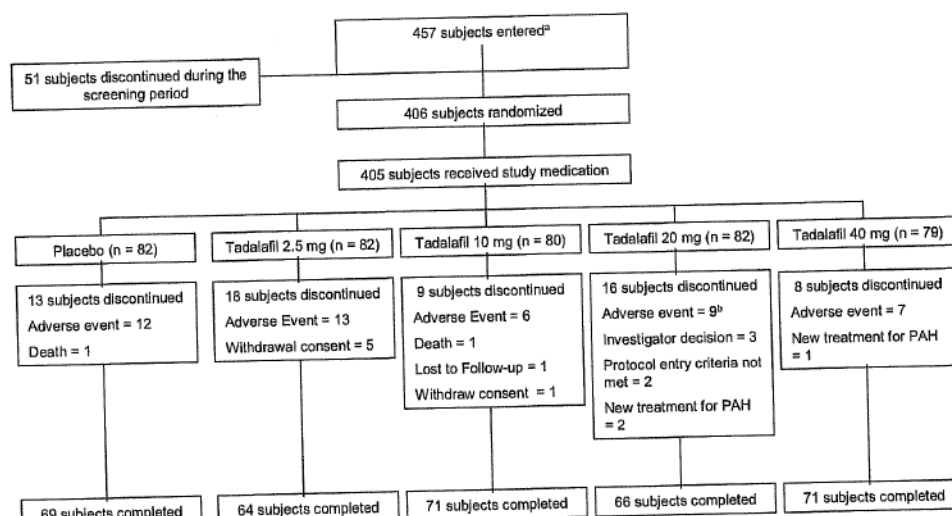 457 subjects enteredª
51 subjects discontinued during the
screening period
406 subjects randomized
405 subjects received study medication
Placebo (n = 82)
Tadalafil 2.5 mg (n = 82)
Tadalafil 10 mg (n = 80)
Tadalafil 20 mg (n = 82)
Tadalafil 40 mg (n = 79)
13 subjects discontinued
Adverse event = 12
Death = 1
18 subjects discontinued
Adverse Event = 13
Withdrawal consent = 5
9 subjects discontinued
Adverse Event = 6
Death = 1
Lost to Follow-up = 1
Withdraw consent = 1
16 subjects discontinued
Adverse event = 9ᵇ
Investigator decision = 3
Protocol entry criteria not
met = 2
New treatment for PAH
= 2
8 subjects discontinued
Adverse event = 7
New treatment for PAH
= 1
69 subjects completed
64 subjects completed
71 subjects completed
66 subjects completed
71 subjects completed